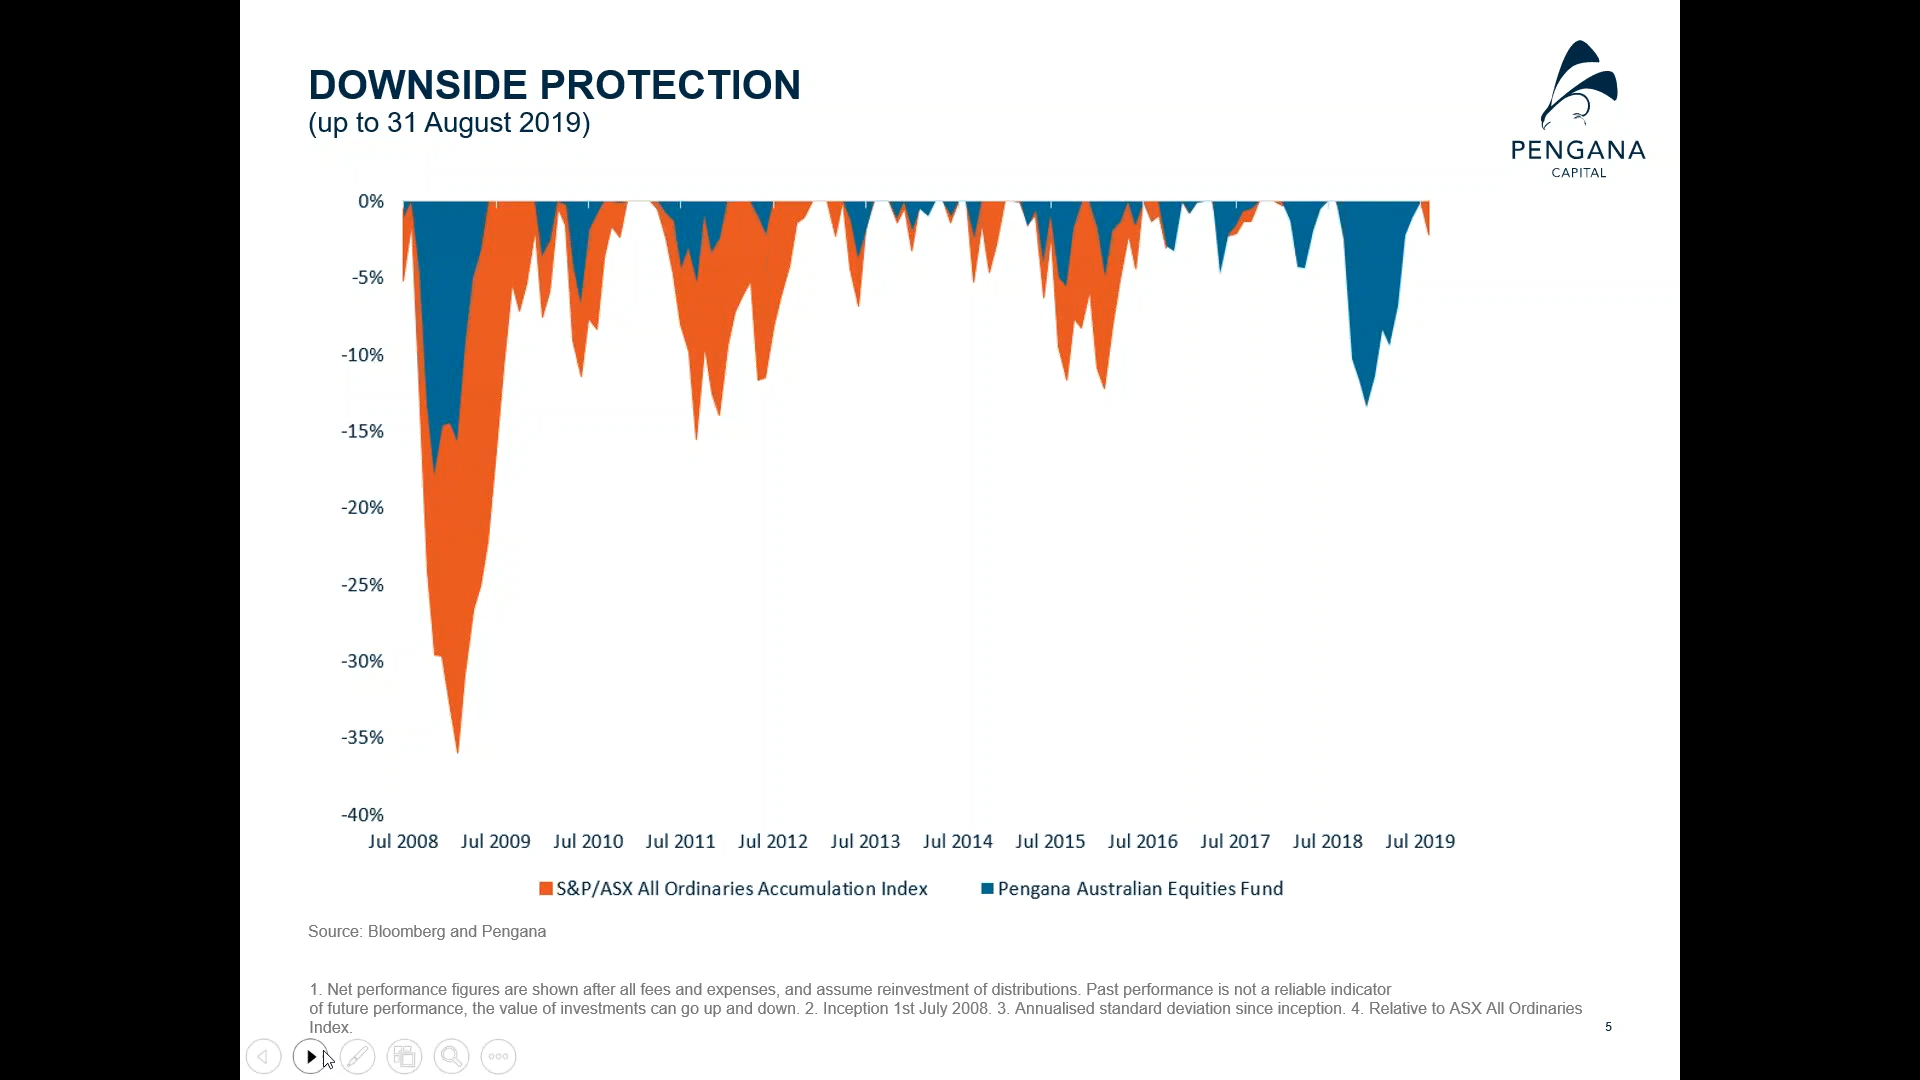 DOWNSIDE PROTECTION
(up to 31 August 2019)
PENGANA
CAPITAL
0%
-5%
-10%
-15%
-20%
-25%
-30%
-35%
-40%
Jul 2008 Jul 2009 Jul 2010 Jul 2011 Jul 2012 Jul 2013 Jul 2014 Jul 2015 Jul 2016 Jul 2017 Jul 2018 Jul 2019
S&P/ASX All Ordinaries Accumulation Index Pengana Australian Equities Fund
Source: Bloomberg and Pengana
1. Net performance figures are shown after all fees and expenses, and assume reinvestment of distributions. Past performance is not a reliable indicator
of future performance, the value of investments can go up and down. 2. Inception 1st July 2008. 3. Annualised standard deviation since inception. 4. Relative to ASX All Ordinaries
Index.
5